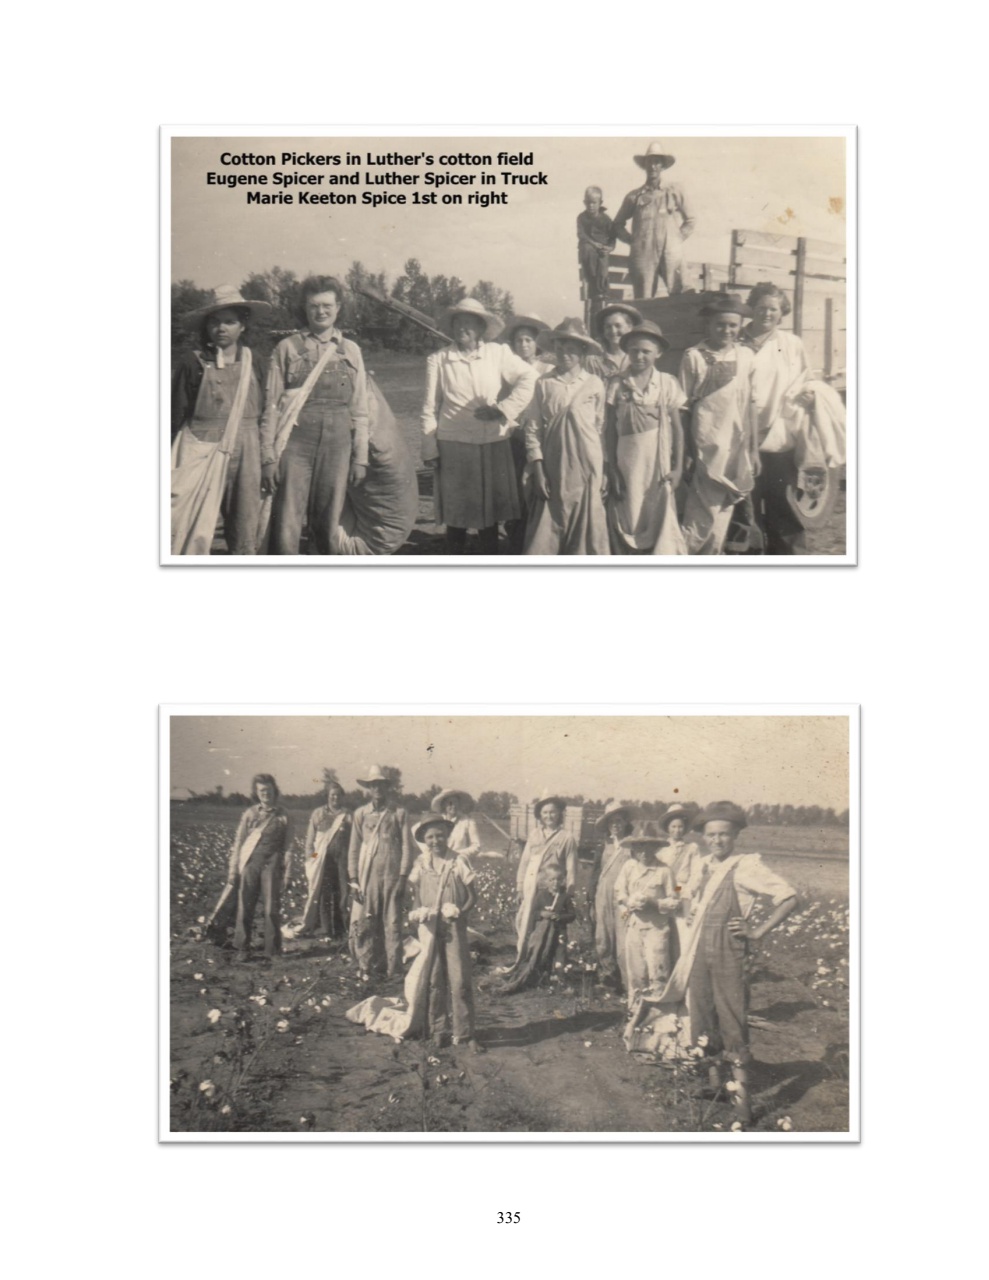 Cotton Pickers in Luther's cotton field
Eugene Spicer and Luther Spicer in Truck
Marie Keeton Spice 1st on right
335